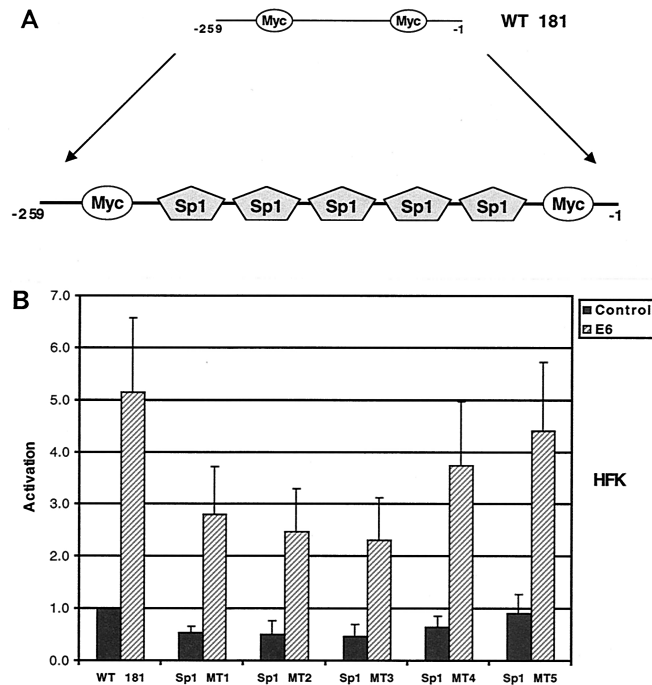 A
Myc Myc
-259 -1 WT 181
Myc Sp1 Sp1 Sp1 Sp1 Sp1 Myc
-259 -1
B
7.0
6.0
5.0
4.0
3.0
2.0
1.0
0.0
Activation
WT 181 Sp1 MT1 Sp1 MT2 Sp1 MT3 Sp1 MT4 Sp1 MT5
Control
E6
HFK